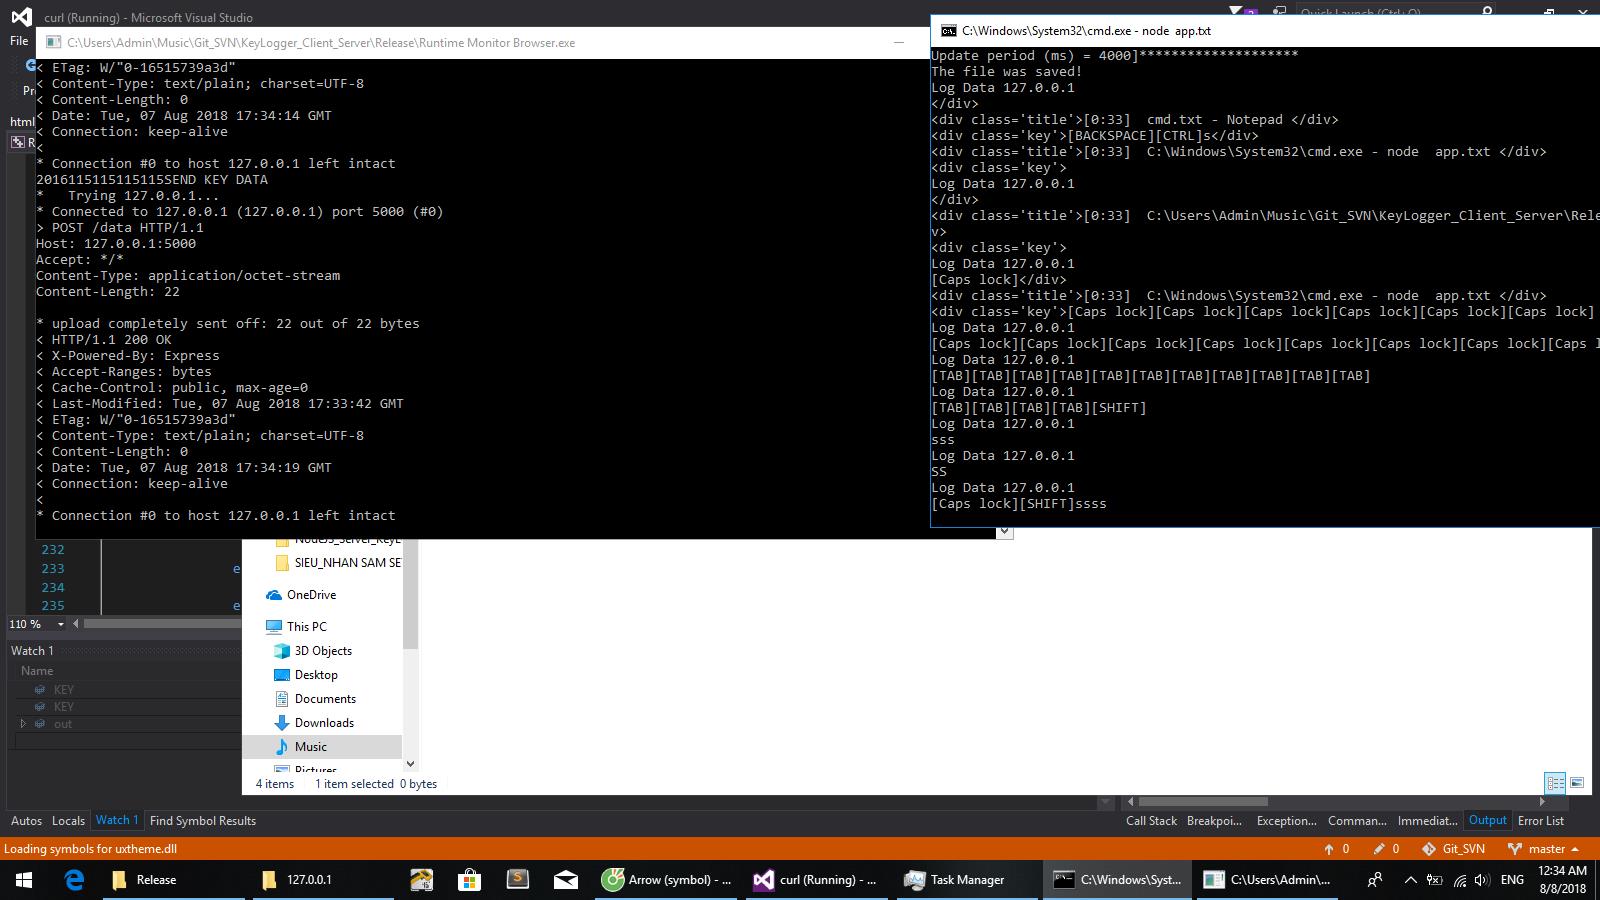 curl (Running) - Microsoft Visual Studio
Quick Launch (Ctrl+Q)
File
C:\Users\Admin\Music\Git_SVN\KeyLogger_Client_Server\Release\Runtime Monitor Browser.exe
< ETag: W/"0-16515739a3d"
< Content-Type: text/plain; charset=UTF-8
< Content-Length: 0
< Date: Tue, 07 Aug 2018 17:34:14 GMT
< Connection: keep-alive
<
* Connection #0 to host 127.0.0.1 left intact
2016115115115115SEND KEY DATA
*   Trying 127.0.0.1...
* Connected to 127.0.0.1 (127.0.0.1) port 5000 (#0)
> POST /data HTTP/1.1
Host: 127.0.0.1:5000
Accept: */*
Content-Type: application/octet-stream
Content-Length: 22
* upload completely sent off: 22 out of 22 bytes
< HTTP/1.1 200 OK
< X-Powered-By: Express
< Accept-Ranges: bytes
< Cache-Control: public, max-age=0
< Last-Modified: Tue, 07 Aug 2018 17:33:42 GMT
< ETag: W/"0-16515739a3d"
< Content-Type: text/plain; charset=UTF-8
< Content-Length: 0
< Date: Tue, 07 Aug 2018 17:34:19 GMT
< Connection: keep-alive
<
* Connection #0 to host 127.0.0.1 left intact
C:\Windows\System32\cmd.exe - node  app.txt
Update period (ms) = 4000]********************
The file was saved!
Log Data 127.0.0.1
</div>
<div class='title'>[0:33]  cmd.txt - Notepad </div>
<div class='key'>[BACKSPACE][CTRL]s</div>
<div class='title'>[0:33]  C:\Windows\System32\cmd.exe - node  app.txt </div>
<div class='key'>
Log Data 127.0.0.1
</div>
<div class='title'>[0:33]  C:\Users\Admin\Music\Git_SVN\KeyLogger_Client_Server\Rele
v>
<div class='key'>
Log Data 127.0.0.1
[Caps lock]</div>
<div class='title'>[0:33]  C:\Windows\System32\cmd.exe - node  app.txt </div>
<div class='key'>[Caps lock][Caps lock][Caps lock][Caps lock][Caps lock][Caps lock]
Log Data 127.0.0.1
[Caps lock][Caps lock][Caps lock][Caps lock][Caps lock][Caps lock][Caps lock][Caps l
Log Data 127.0.0.1
[TAB][TAB][TAB][TAB][TAB][TAB][TAB][TAB][TAB][TAB][TAB]
Log Data 127.0.0.1
[TAB][TAB][TAB][TAB][SHIFT]
Log Data 127.0.0.1
sss
Log Data 127.0.0.1
SS
Log Data 127.0.0.1
[Caps lock][SHIFT]ssss
Pr
html
R
232
233 e
234
235 e
110 %
NodeJS_Server_KeyL
SIEU_NHAN SAM SE
OneDrive
This PC
3D Objects
Desktop
Documents
Downloads
Music
Pictures
4 items 1 item selected 0 bytes
Watch 1
Name
KEY
KEY
out
Autos Locals Watch 1 Find Symbol Results
Call Stack Breakpoi... Exception... Comman... Immediat... Output Error List
Loading symbols for uxtheme.dll
0 0 Git_SVN master
Release 127.0.0.1 Arrow (symbol) - ... curl (Running) - ... Task Manager C:\Windows\Syst... C:\Users\Admin\... ENG 12:34 AM
8/8/2018